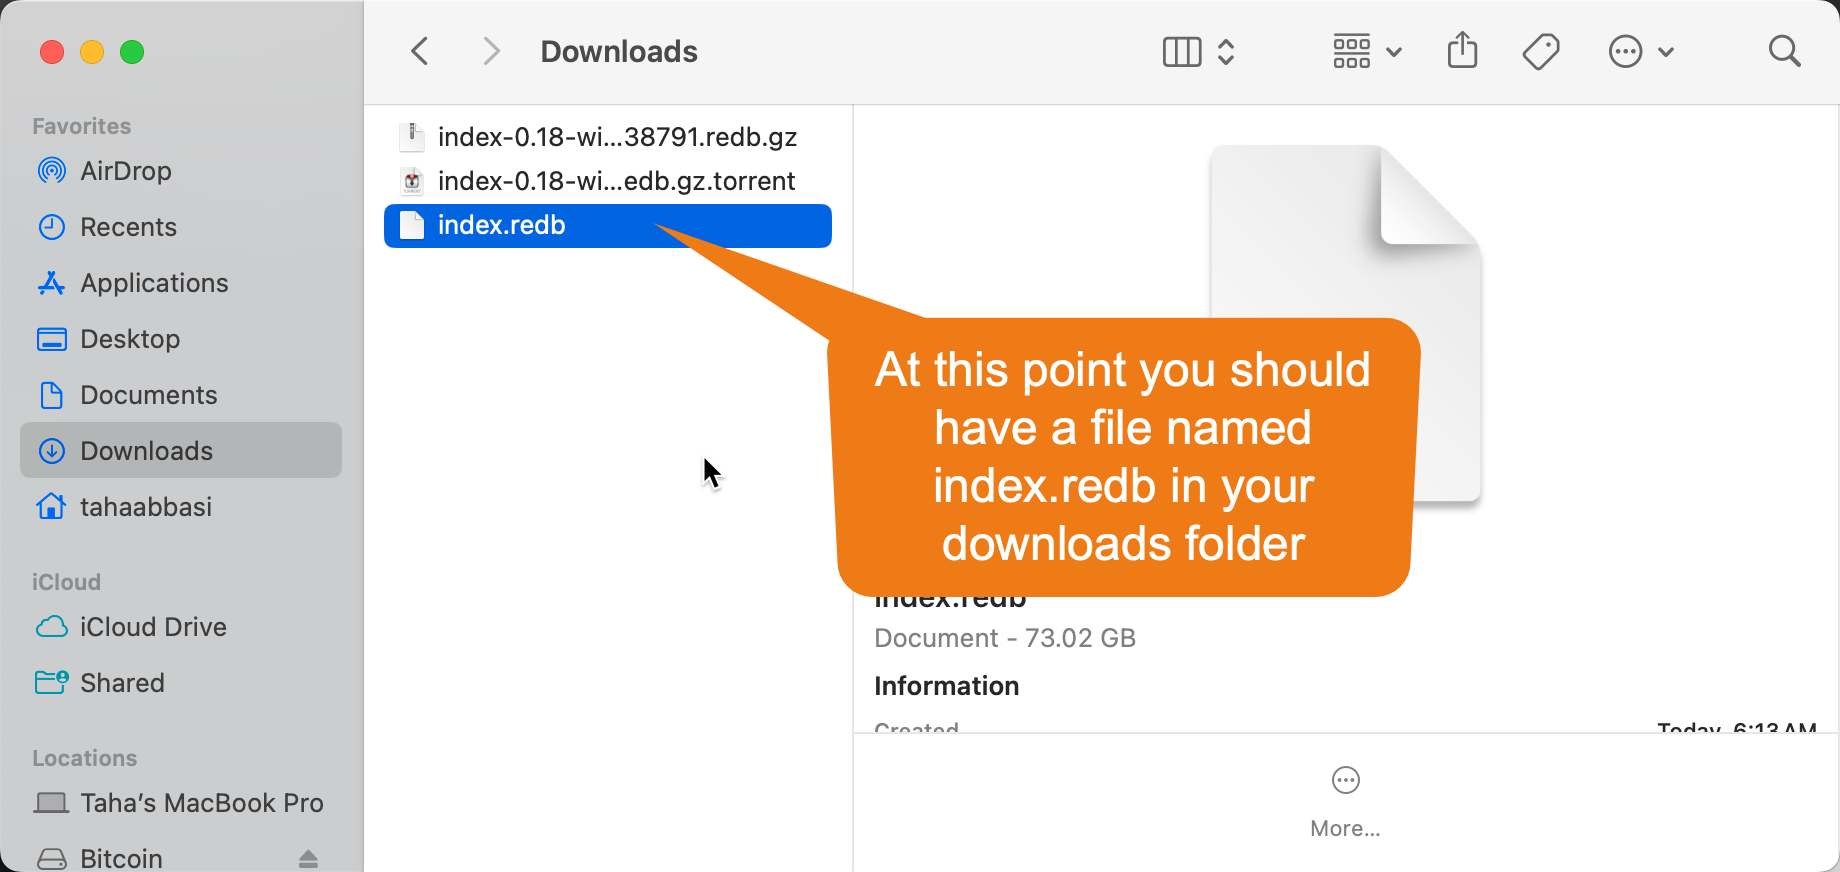 Downloads
Favorites
AirDrop
Recents
Applications
Desktop
Documents
Downloads
tahaabbasi
iCloud
iCloud Drive
Shared
Locations
Taha's MacBook Pro
Bitcoin
index-0.18-wi...38791.redb.gz
index-0.18-wi...edb.gz.torrent
index.redb
At this point you should
have a file named
index.redb in your
downloads folder
index.redb
Document - 73.02 GB
Information
Created Today, 6:13 AM
More...